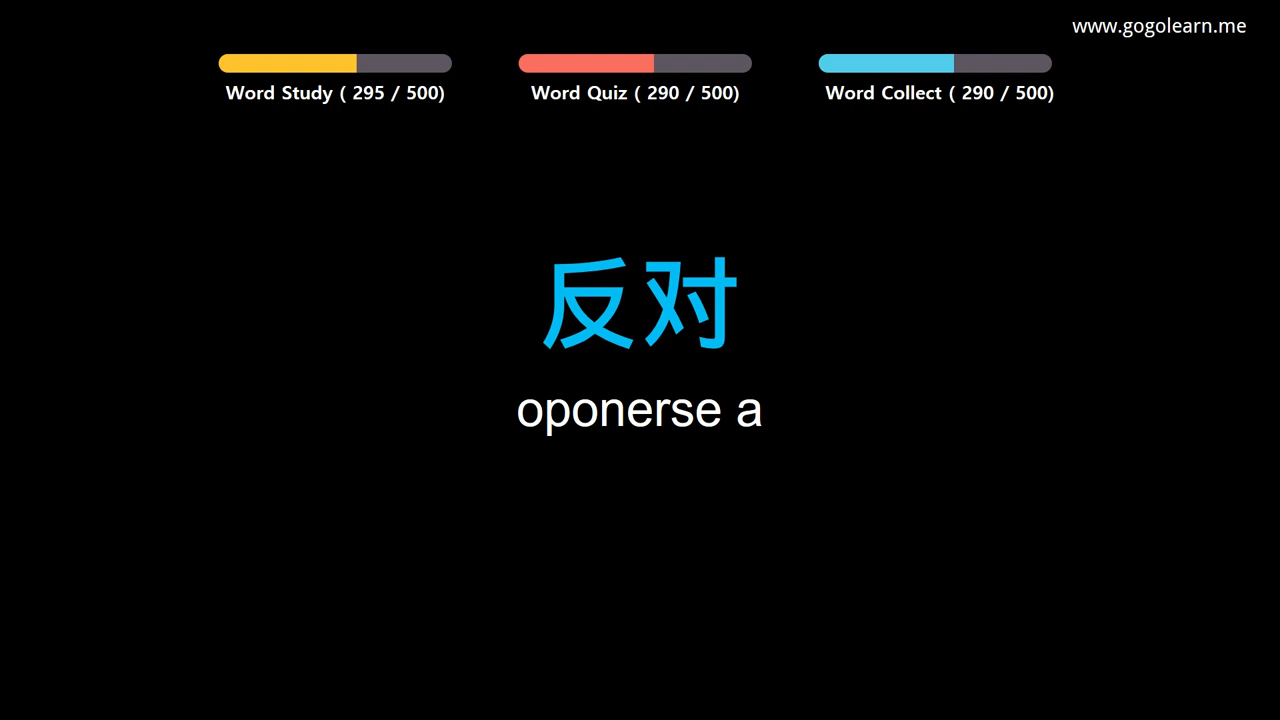 www.gogolearn.me
Word Study ( 295 / 500)
Word Quiz ( 290 / 500)
Word Collect ( 290 / 500)
反对
oponerse a